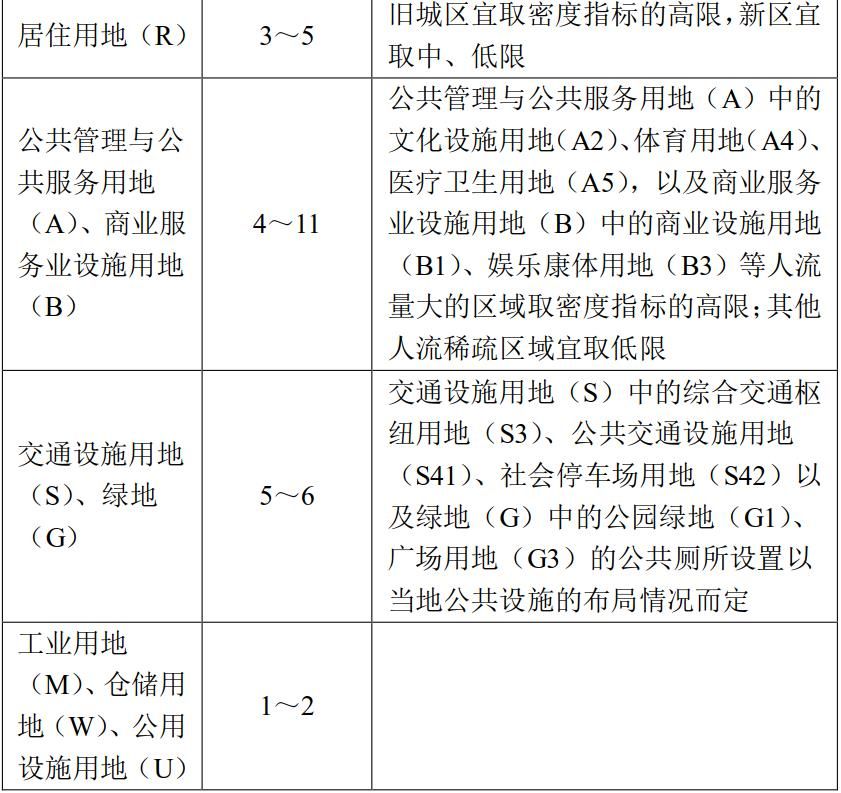 居住用地（R）
3～5
旧城区宜取密度指标的高限，新区宜
取中、低限
公共管理与公
共服务用地
（A）、商业服
务业设施用地
（B）
4～11
公共管理与公共服务用地（A）中的
文化设施用地（A2）、体育用地（A4）、
医疗卫生用地（A5），以及商业服务
业设施用地（B）中的商业设施用地
（B1）、娱乐康体用地（B3）等人流
量大的区域取密度指标的高限；其他
人流稀疏区域宜取低限
交通设施用地
（S）、绿地
（G）
5～6
交通设施用地（S）中的综合交通枢
纽用地（S3）、公共交通设施用地
（S41）、社会停车场用地（S42）以
及绿地（G）中的公园绿地（G1）、
广场用地（G3）的公共厕所设置以
当地公共设施的布局情况而定
工业用地
（M）、仓储用
地（W）、公用
设施用地（U）
1～2